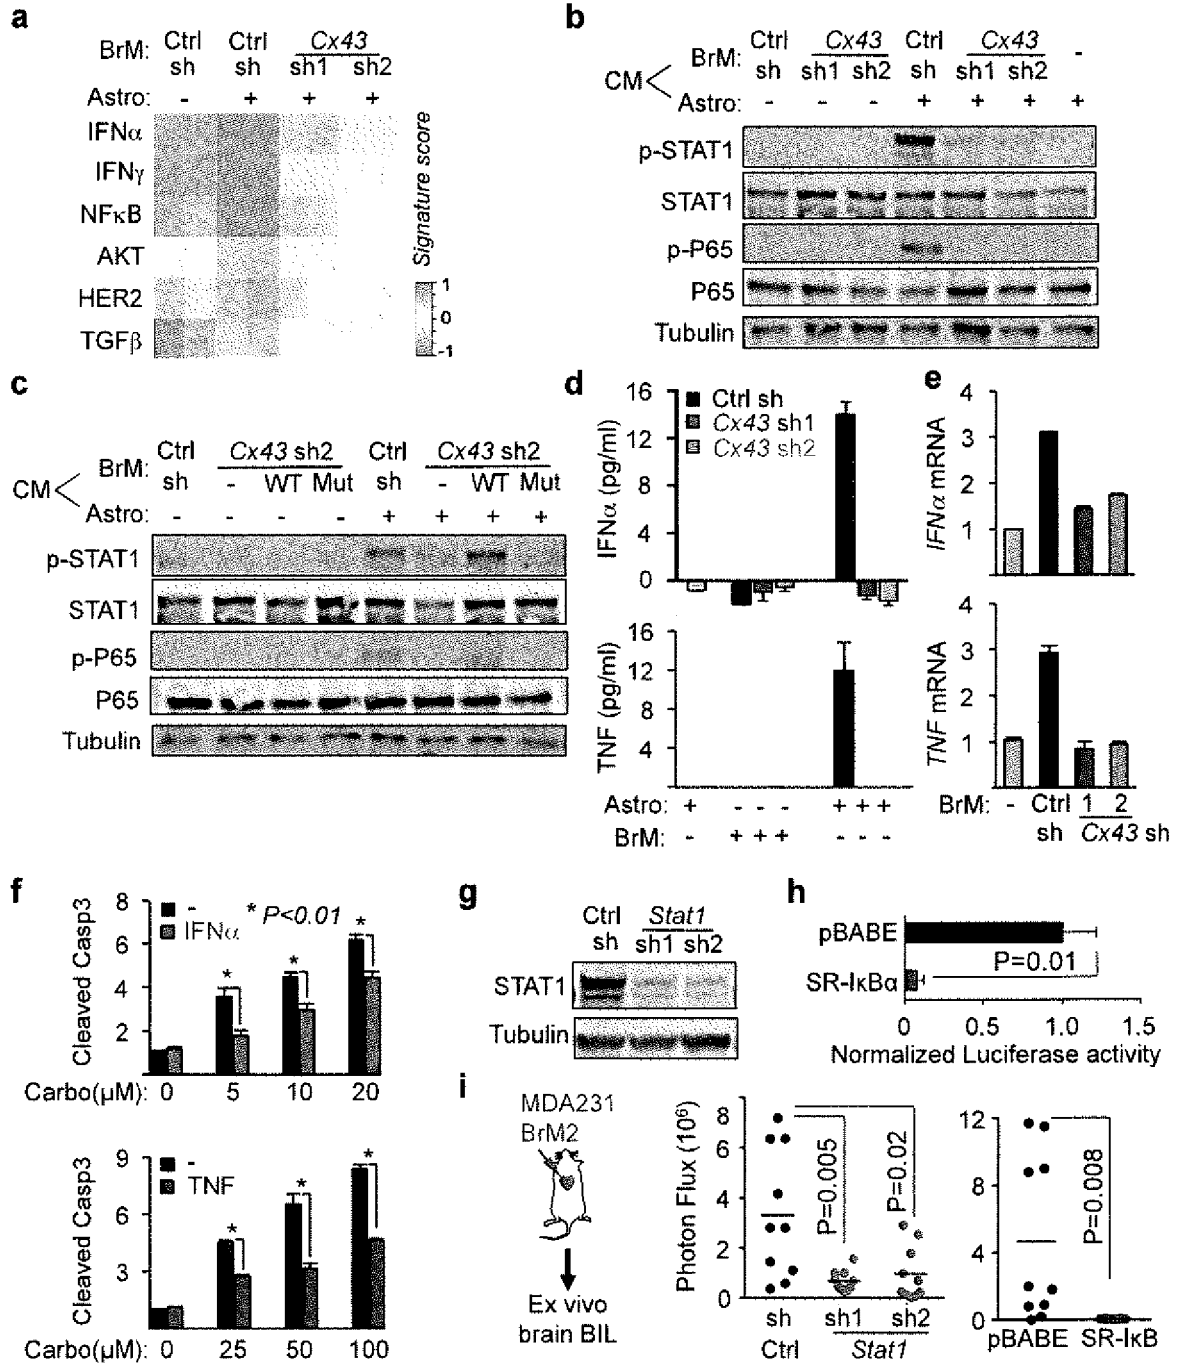 a
BrM: Ctrl sh Ctrl sh Cx43 sh1 sh2
Astro: - + + +
IFNα
IFNγ
NFκB
AKT
HER2
TGFβ
Signature score
1
0
-1
b
CM
BrM: Ctrl sh Cx43 sh1 sh2 Ctrl sh Cx43 sh1 sh2 -
Astro: - - - + + + +
p-STAT1
STAT1
p-P65
P65
Tubulin
c
CM
BrM: Ctrl sh Cx43 sh2 - WT Mut Ctrl sh Cx43 sh2 - WT Mut
Astro: - - - - + + + +
p-STAT1
STAT1
p-P65
P65
Tubulin
d
IFNα (pg/ml)
16
12
8
4
0
Ctrl sh
Cx43 sh1
Cx43 sh2
TNF (pg/ml)
16
12
8
4
Astro: + - - - + + +
BrM: - + + + - - -
e
IFNα mRNA
4
3
2
1
TNF mRNA
4
3
2
1
BrM: - Ctrl sh 1 2
Cx43 sh
f
Cleaved Casp3
8
6
4
2
-
IFNα
* P<0.01
* * *
Carbo(µM): 0 5 10 20
Cleaved Casp3
9
6
3
-
TNF
* * *
Carbo(µM): 0 25 50 100
g
Ctrl sh Stat1 sh1 sh2
STAT1
Tubulin
h
pBABE
SR-IκBα
P=0.01
0 0.5 1.0 1.5
Normalized Luciferase activity
i
MDA231
BrM2
Ex vivo
brain BIL
Photon Flux (10⁶)
8
6
4
2
0
P=0.005
P=0.02
sh sh1 sh2
Ctrl Stat1
12
8
4
0
P=0.008
pBABE SR-IκB